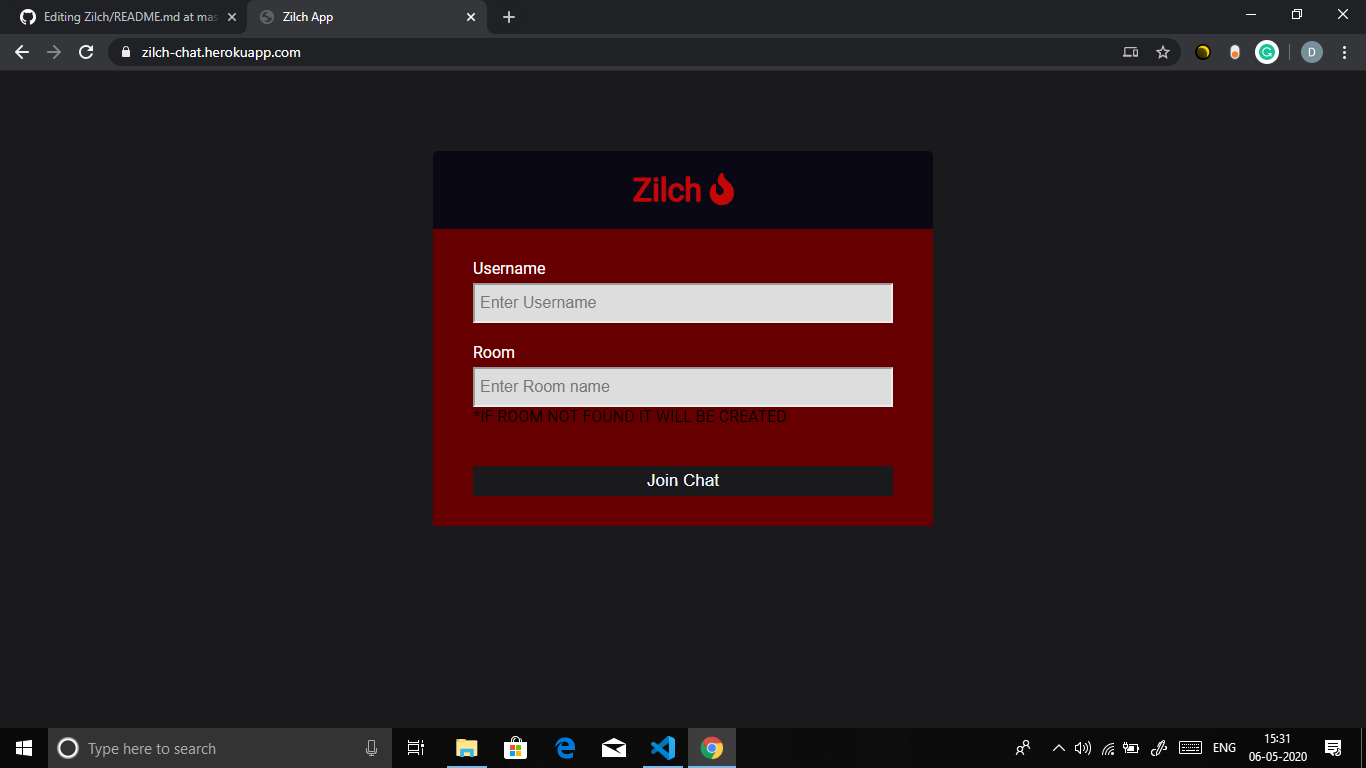 Editing Zilch/README.md at mas
Zilch App
zilch-chat.herokuapp.com
D
Zilch
Username
Enter Username
Room
Enter Room name
*IF ROOM NOT FOUND IT WILL BE CREATED
Join Chat
Type here to search
ENG
15:31
06-05-2020